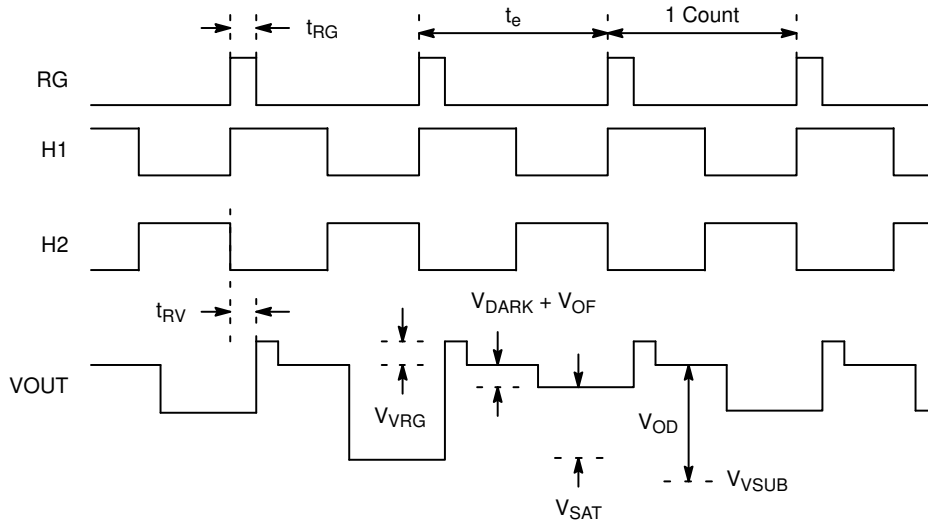 t_RG
t_e
1 Count
RG
H1
H2
t_RV
V_DARK + V_OF
VOUT
V_VRG
V_OD
V_VSUB
V_SAT